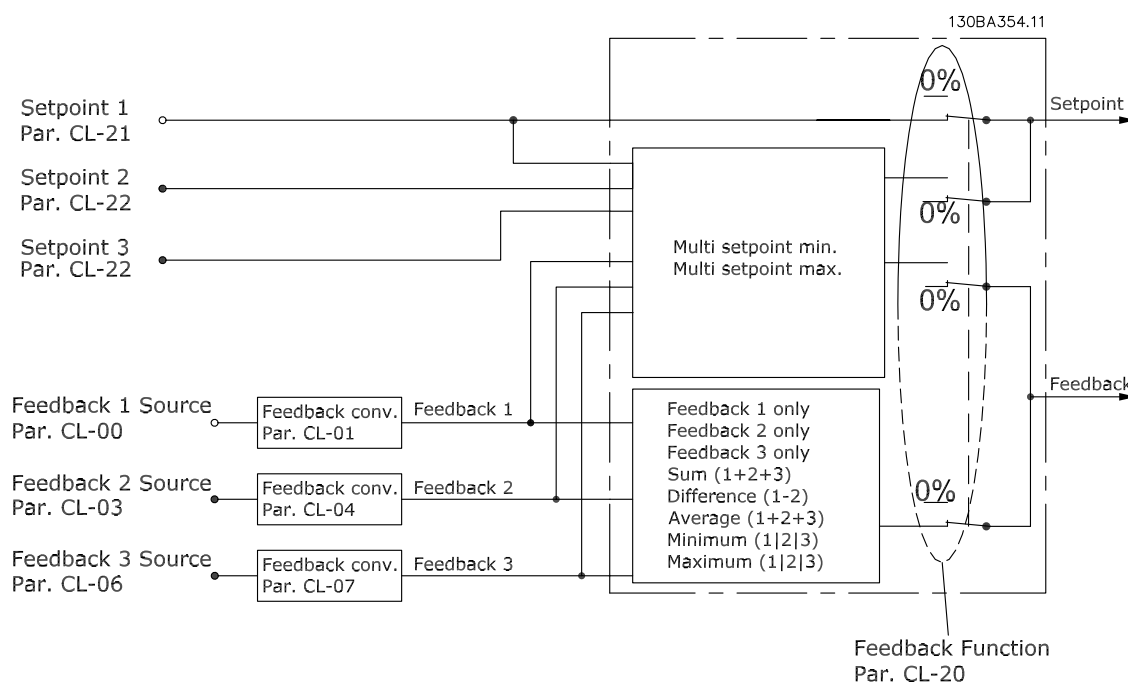 130BA354.11
0%
Setpoint 1
Par. CL-21
Setpoint
Setpoint 2
Par. CL-22
0%
Setpoint 3
Par. CL-22
Multi setpoint min.
Multi setpoint max.
0%
Feedback
Feedback 1 Source
Par. CL-00
Feedback conv.
Par. CL-01
Feedback 1
Feedback 1 only
Feedback 2 only
Feedback 3 only
Sum (1+2+3)
Difference (1-2)
Average (1+2+3)
Minimum (1|2|3)
Maximum (1|2|3)
0%
Feedback 2 Source
Par. CL-03
Feedback conv.
Par. CL-04
Feedback 2
Feedback 3 Source
Par. CL-06
Feedback conv.
Par. CL-07
Feedback 3
Feedback Function
Par. CL-20